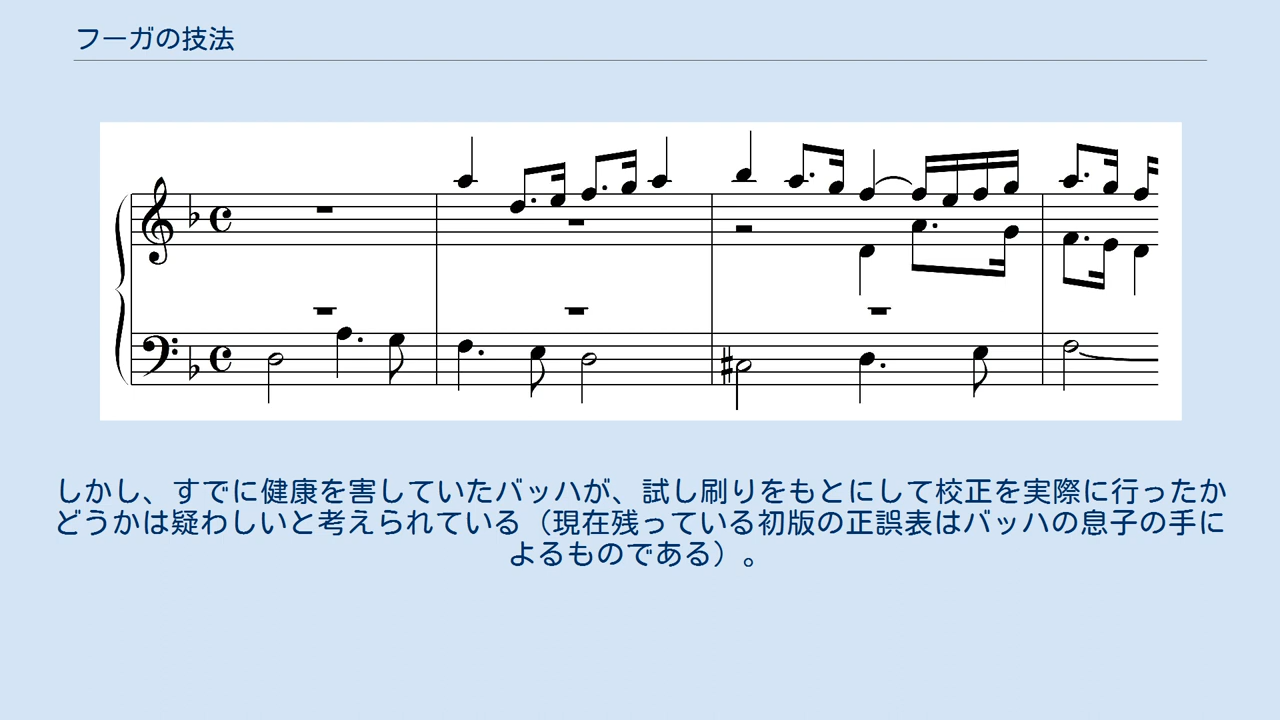 フーガの技法
しかし、すでに健康を害していたバッハが、試し刷りをもとにして校正を実際に行ったか
どうかは疑わしいと考えられている（現在残っている初版の正誤表はバッハの息子の手に
よるものである）。